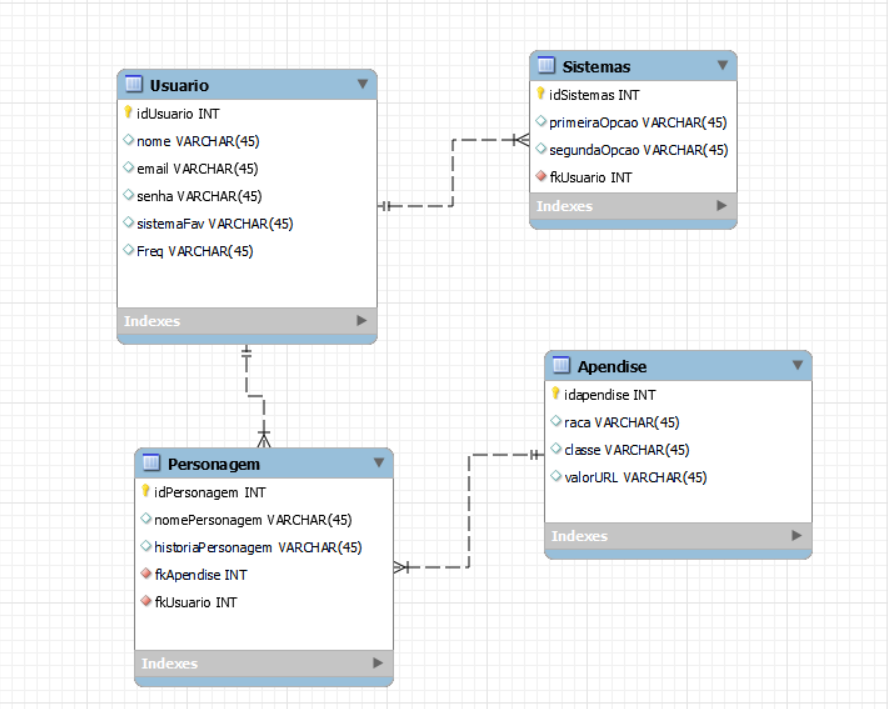 Usuario
idUsuario INT
nome VARCHAR(45)
email VARCHAR(45)
senha VARCHAR(45)
sistemaFav VARCHAR(45)
Freq VARCHAR(45)
Indexes
Sistemas
idSistemas INT
primeiraOpcao VARCHAR(45)
segundaOpcao VARCHAR(45)
fkUsuario INT
Indexes
Personagem
idPersonagem INT
nomePersonagem VARCHAR(45)
historiaPersonagem VARCHAR(45)
fkApendise INT
fkUsuario INT
Indexes
Apendise
idapendise INT
raca VARCHAR(45)
classe VARCHAR(45)
valorURL VARCHAR(45)
Indexes